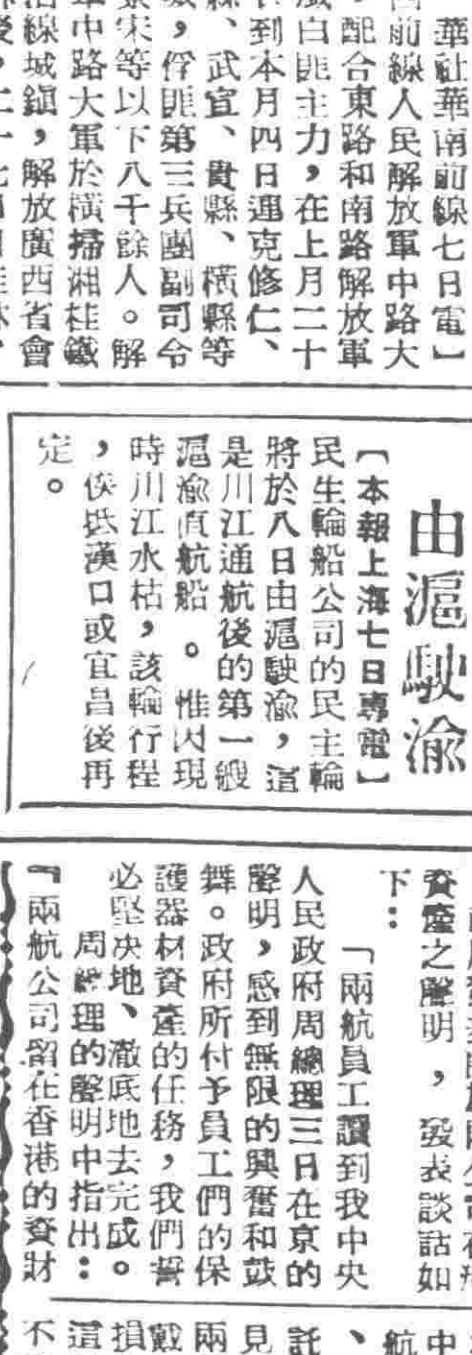 華社華南前線七日電】
前線人民解放軍中路大
配合東路和南路解放軍
白匪主力，在上月二十
到本月四日連克修仁、
、武宣、貴縣、橫縣等
，俘匪第三兵團副司令
宋等以下八千餘人。解
中路大軍於橫掃湘桂鐵
線城鎮，解放廣西省會
由滬駛渝
【本報上海七日專電】
民生輪船公司的民主輪
將於八日由滬駛渝，這
是川江通航後的第一艘
滬渝直航船。惟因現
時川江水枯，該輪行程
，俟抵漢口或宜昌後再
定。
資產之聲明，發表談話如
下：
「兩航員工讀到我中央
人民政府周總理三日在京的
聲明，感到無限的興奮和鼓
舞。政府所付予員工們的保
護器材資產的任務，我們誓
必堅決地、澈底地去完成。
周總理的聲明中指出：
『兩航公司留在香港的資財
中
航
、
託
見
兩
戴
損
這
不